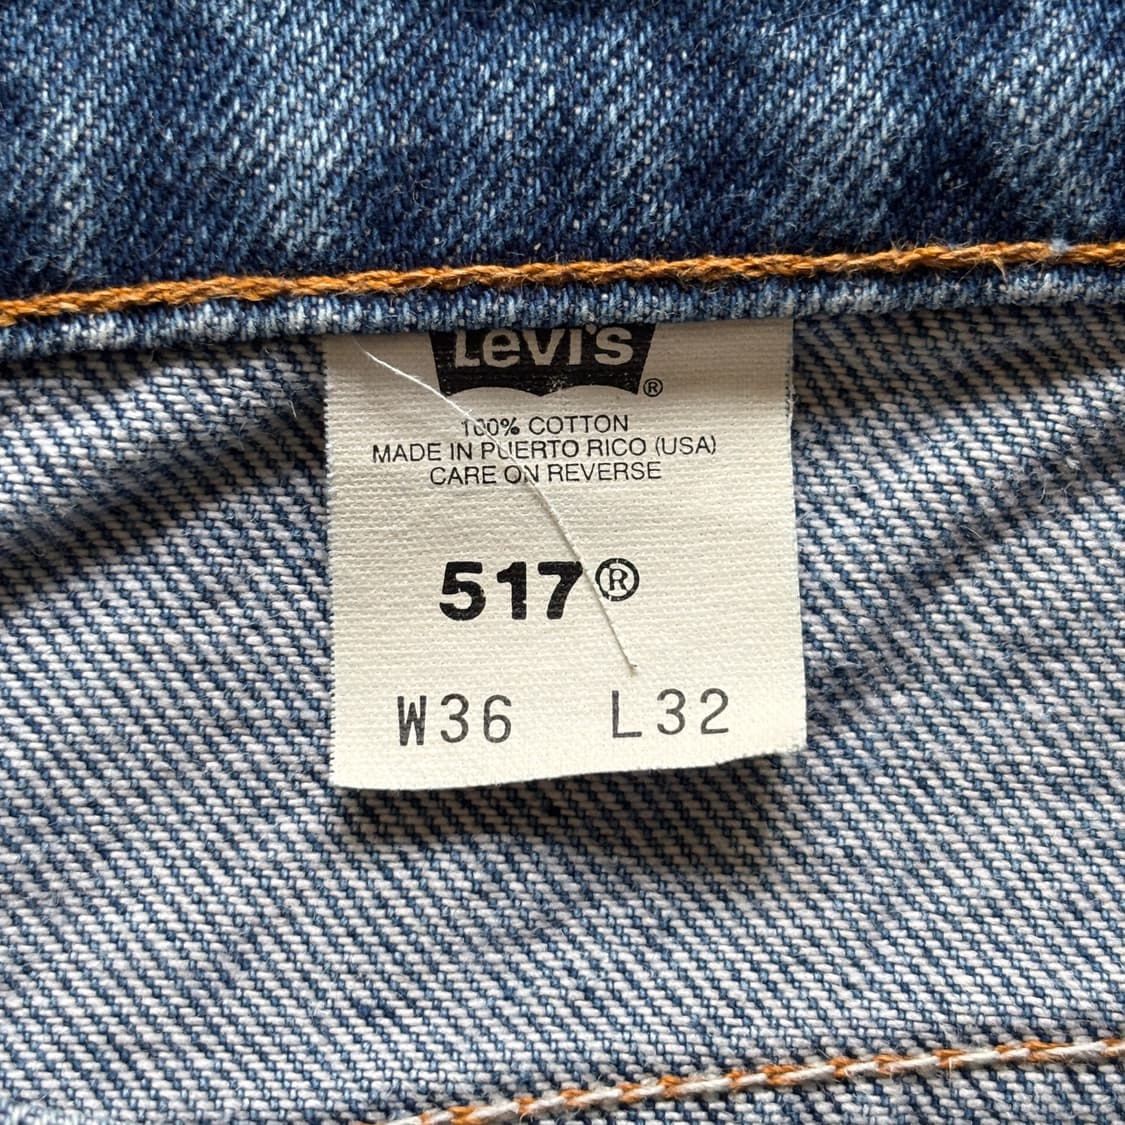 Levi's ®
100% COTTON
MADE IN PUERTO RICO (USA)
CARE ON REVERSE
517®
W36 L32